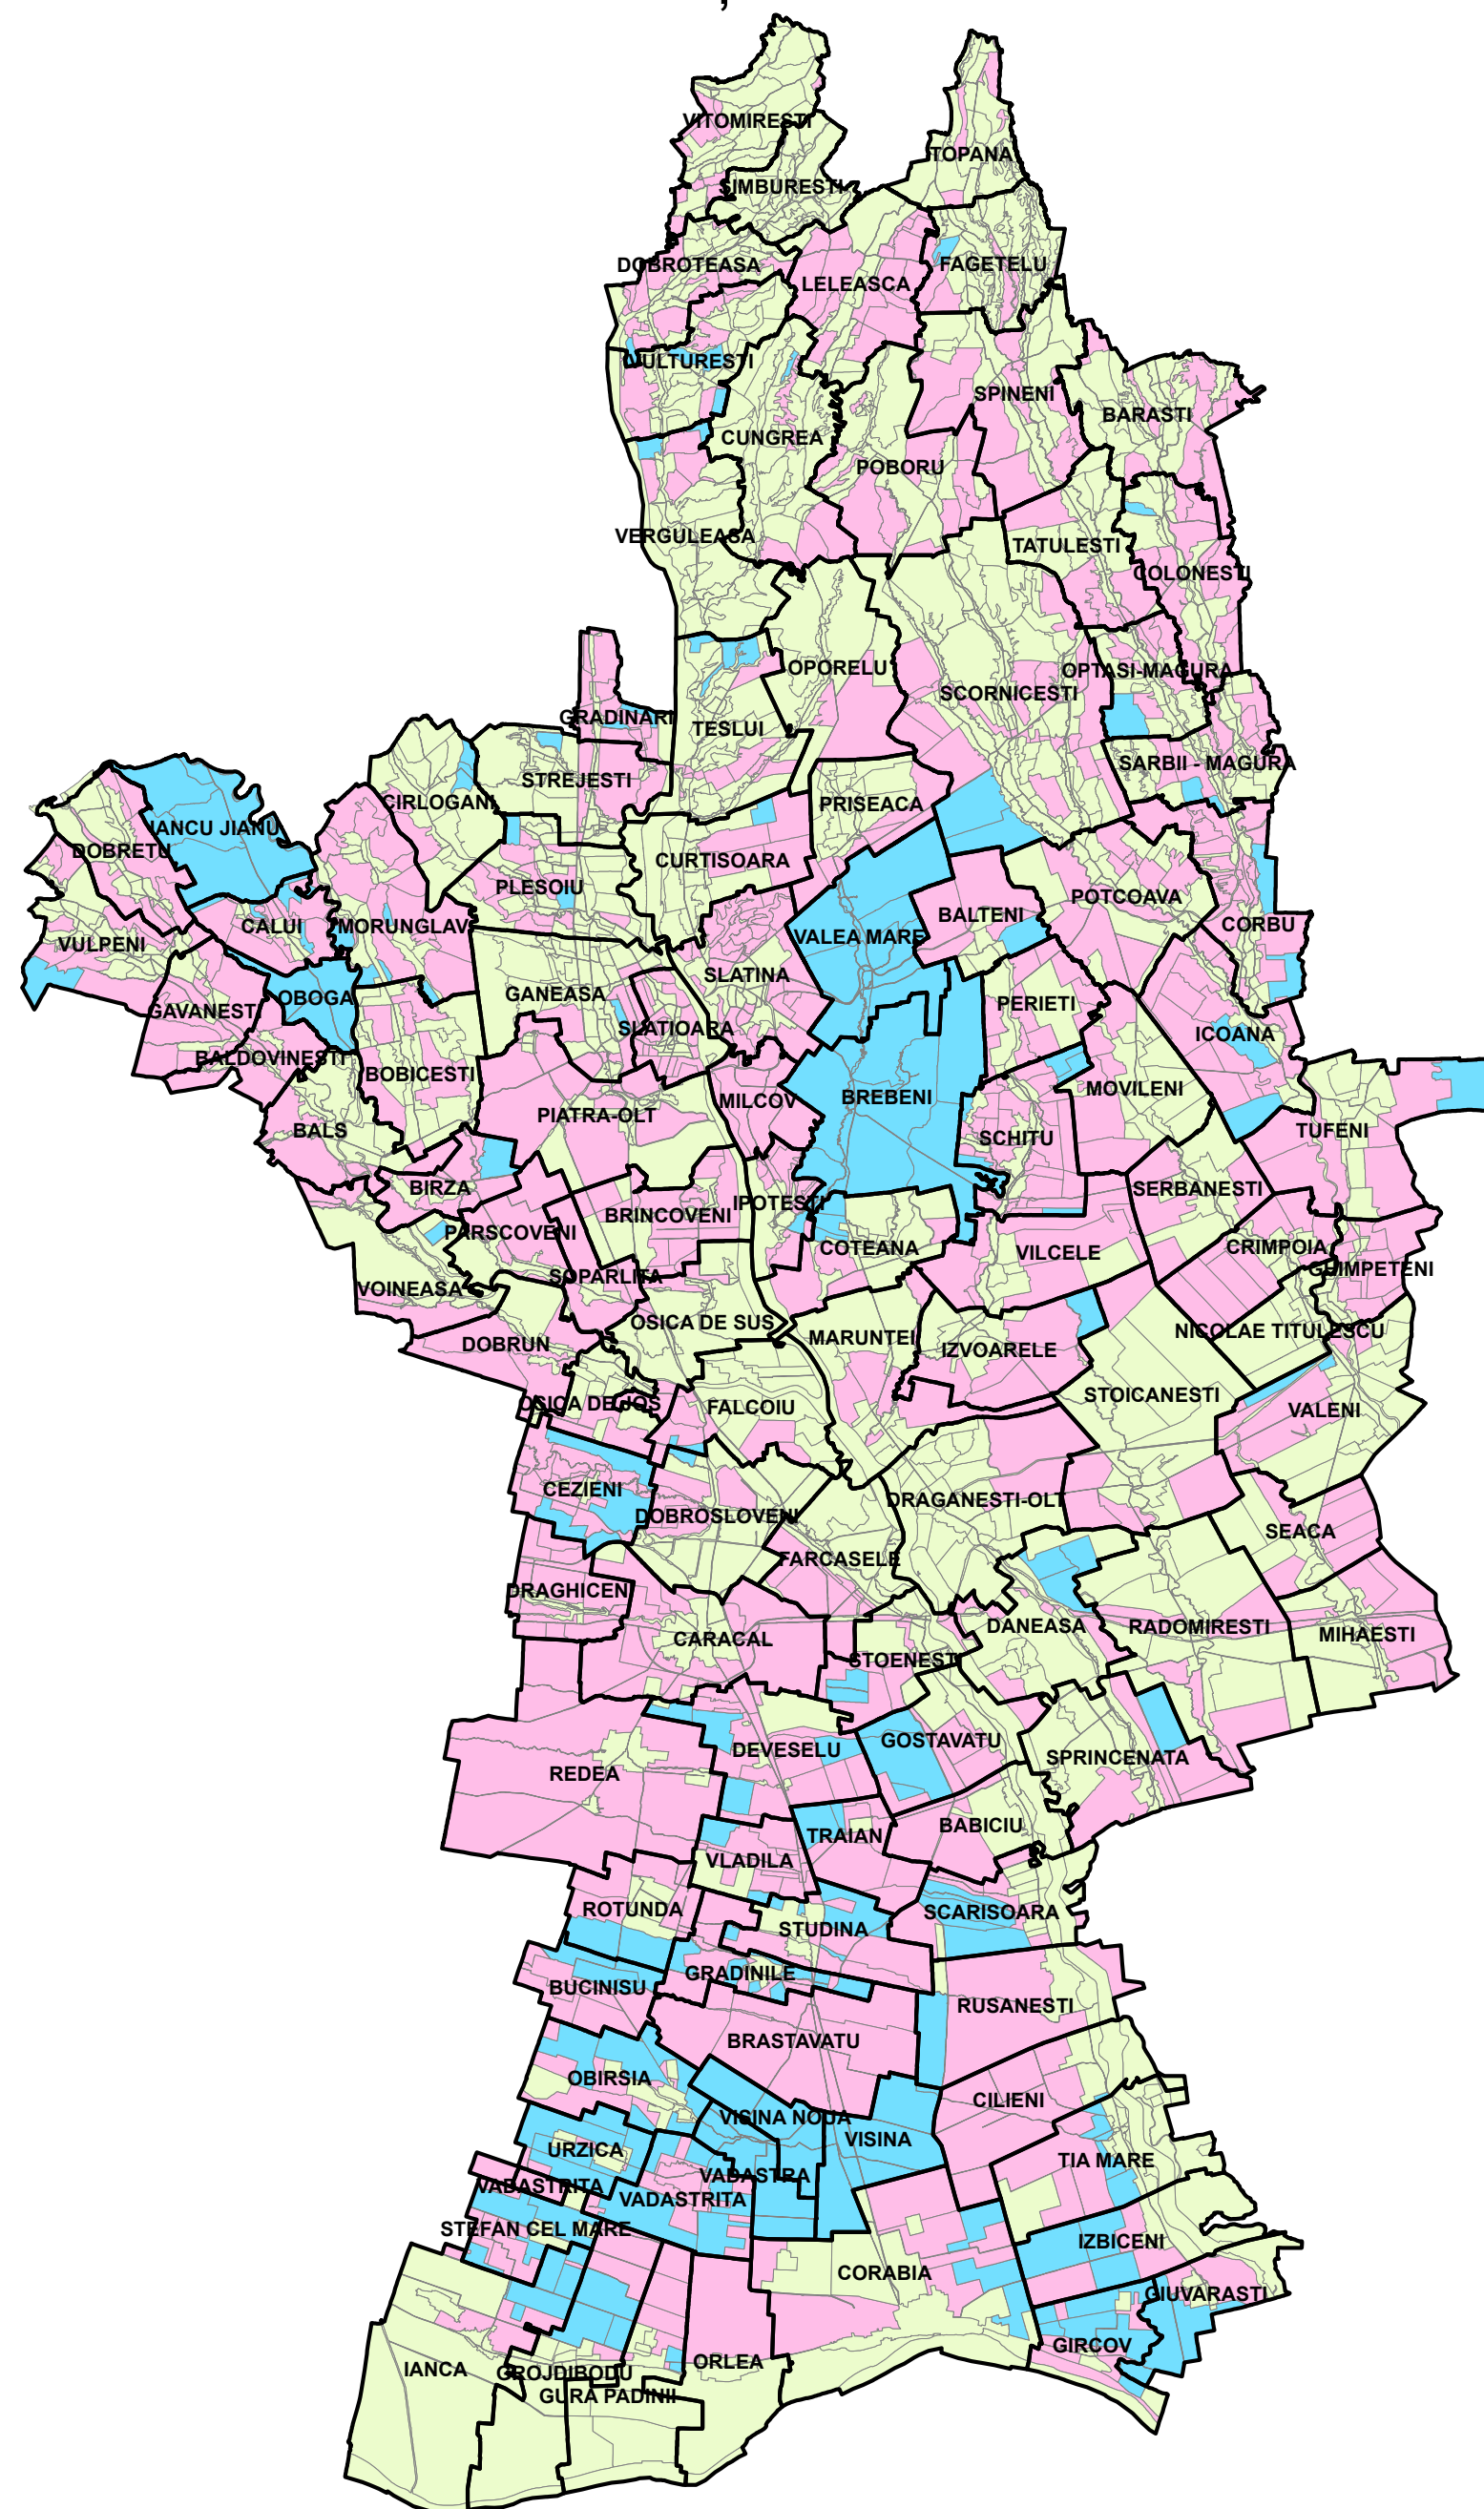 VITOMIRESTI
TOPANA
SIMBURESTI
DOBROTEASA
FAGETELU
LELEASCA
VULTURESTI
SPINENI
BARASTI
CUNGREA
POBORU
VERGULEASA
TATULESTI
COLONESTI
OPORELU
OPTASI-MAGURA
SCORNICESTI
GRADINARI
TESLUI
SARBII - MAGURA
STREJESTI
CIRLOGANI
PRISEACA
IANCU JIANU
DOBRETU
CURTISOARA
PLESOIU
POTCOAVA
BALTENI
CORBU
CALUI
MORUNGLAV
VALEA MARE
VULPENI
SLATINA
GANEASA
OBOGA
PERIETI
GAVANESTI
SLATIOARA
ICOANA
BALDOVINESTI
BOBICESTI
MOVILENI
BREBENI
MILCOV
PIATRA-OLT
BALS
TUFENI
SCHITU
BIRZA
SERBANESTI
IPOTESTI
BRINCOVENI
PARSCOVENI
COTEANA
VILCELE
CRIMPOIA
GHIMPETENI
SOPARLITA
VOINEASA
OSICA DE SUS
NICOLAE TITULESCU
MARUNTEI
DOBRUN
IZVOARELE
STOICANESTI
OSICA DE JOS
FALCOIU
VALENI
CEZIENI
DRAGANESTI-OLT
DOBROSLOVENI
SEACA
FARCASELE
DRAGHICENI
DANEASA
RADOMIRESTI
MIHAESTI
CARACAL
STOENESTI
GOSTAVATU
DEVESELU
SPRINCENATA
REDEA
BABICIU
TRAIAN
VLADILA
ROTUNDA
SCARISOARA
STUDINA
GRADINILE
BUCINISU
RUSANESTI
BRASTAVATU
OBIRSIA
CILIENI
VISINA NOUA
VISINA
URZICA
TIA MARE
VADASTRA
VADASTRITA
VADASTRITA
STEFAN CEL MARE
IZBICENI
CORABIA
GIUVARASTI
GIRCOV
ORLEA
IANCA
GROJDIBODU
GURA PADINII